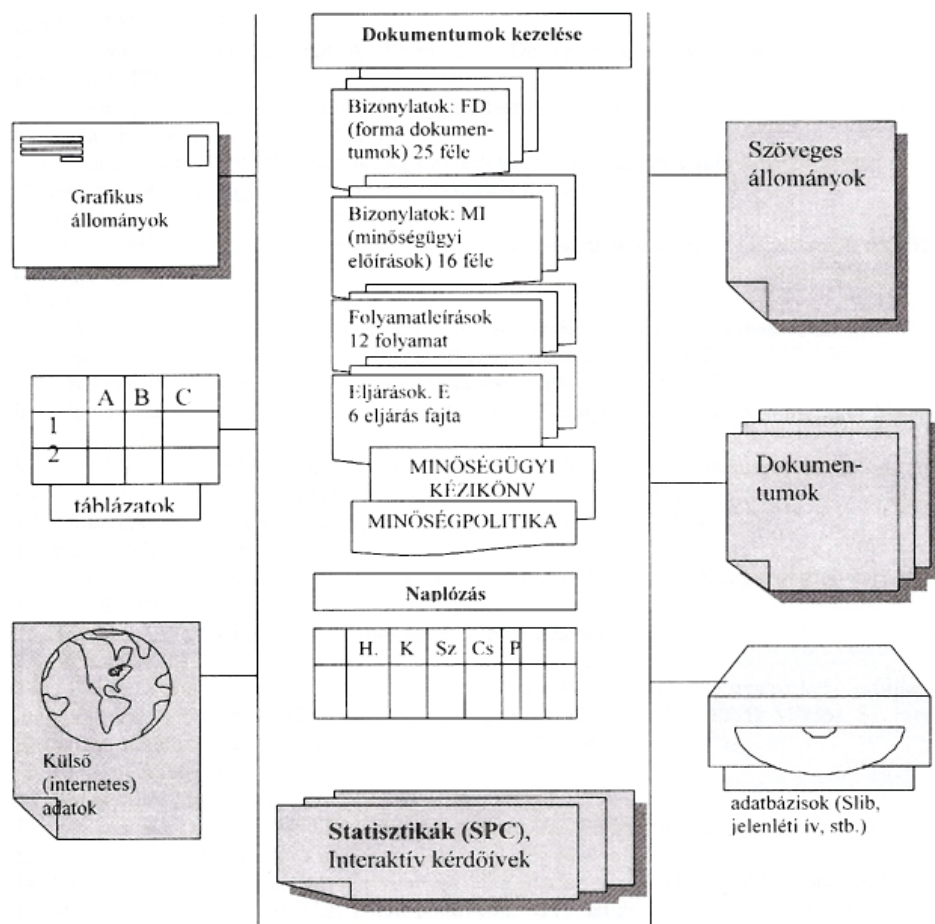 Dokumentumok kezelése
Bizonylatok: FD
(forma dokumen-
tumok) 25 féle
Bizonylatok: MI
(minőségügyi
előírások) 16 féle
Folyamatleírások
12 folyamat
Eljárások. E
6 eljárás fajta
MINŐSÉGÜGYI
KÉZIKÖNV
MINŐSÉGPOLITIKA
Naplózás
H. K Sz Cs P
Statisztikák (SPC),
Interaktív kérdőívek
Grafikus
állományok
A B C
1
2
táblázatok
Külső
(internetes)
adatok
Szöveges
állományok
Dokumen-
tumok
adatbázisok (Slib,
jelenléti ív, stb.)